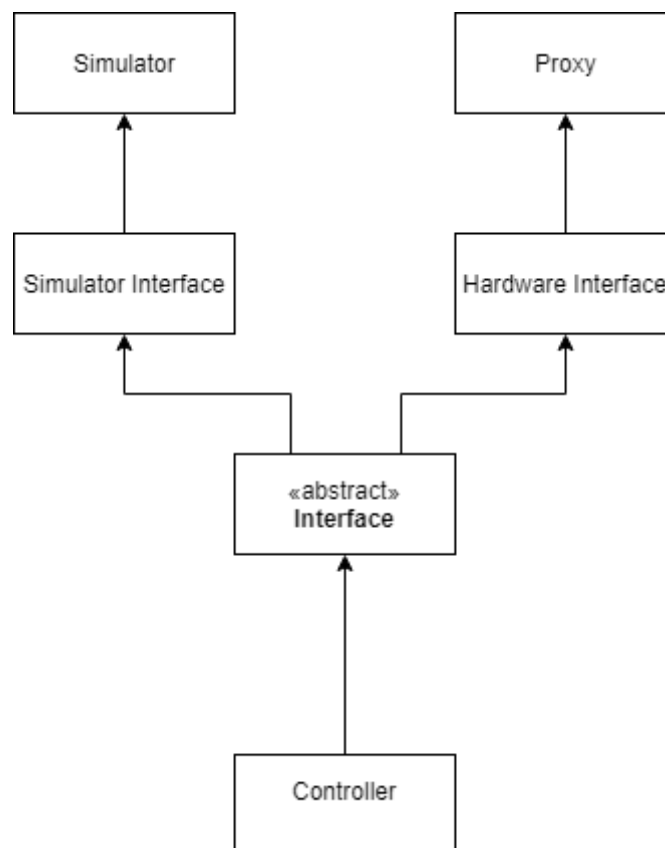 Simulator
Proxy
Simulator Interface
Hardware Interface
«abstract»
Interface
Controller